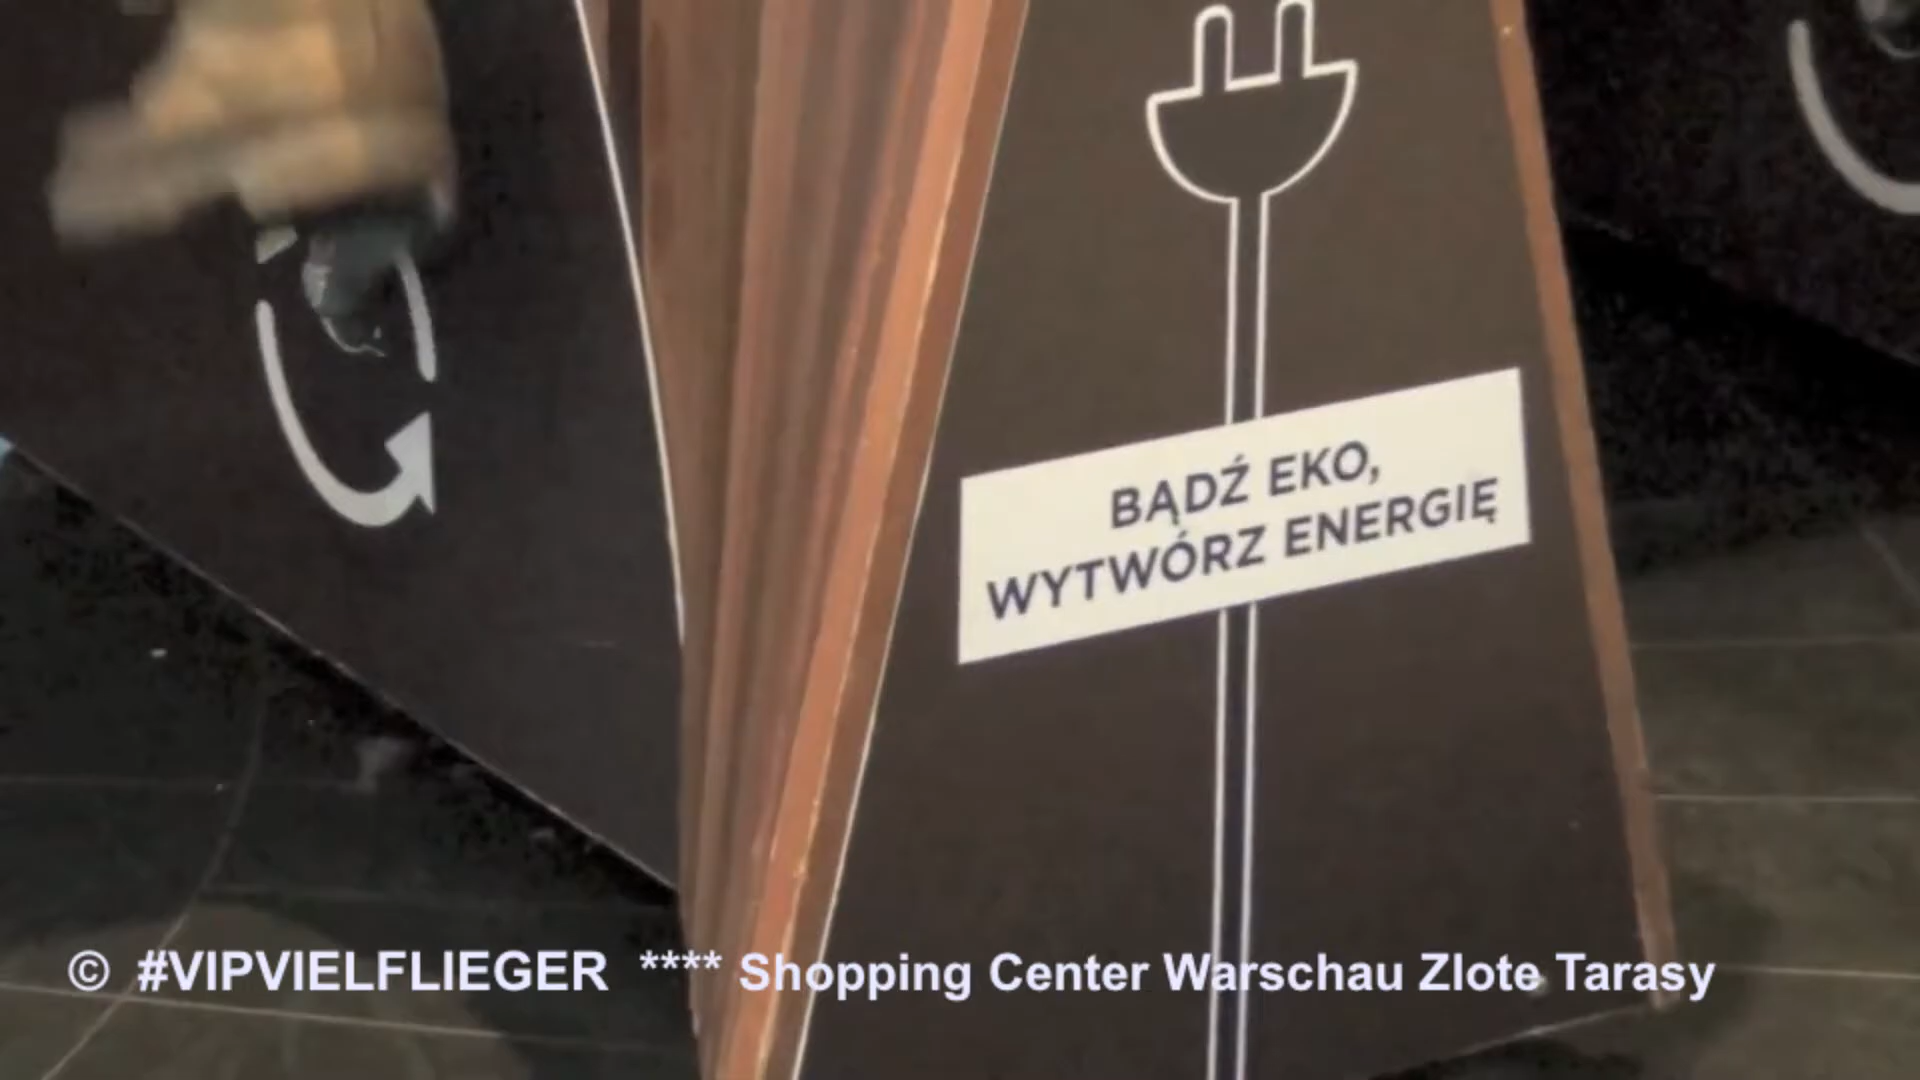 BĄDŹ EKO,
WYTWÓRZ ENERGIĘ
© #VIPVIELFLIEGER **** Shopping Center Warschau Zlote Tarasy